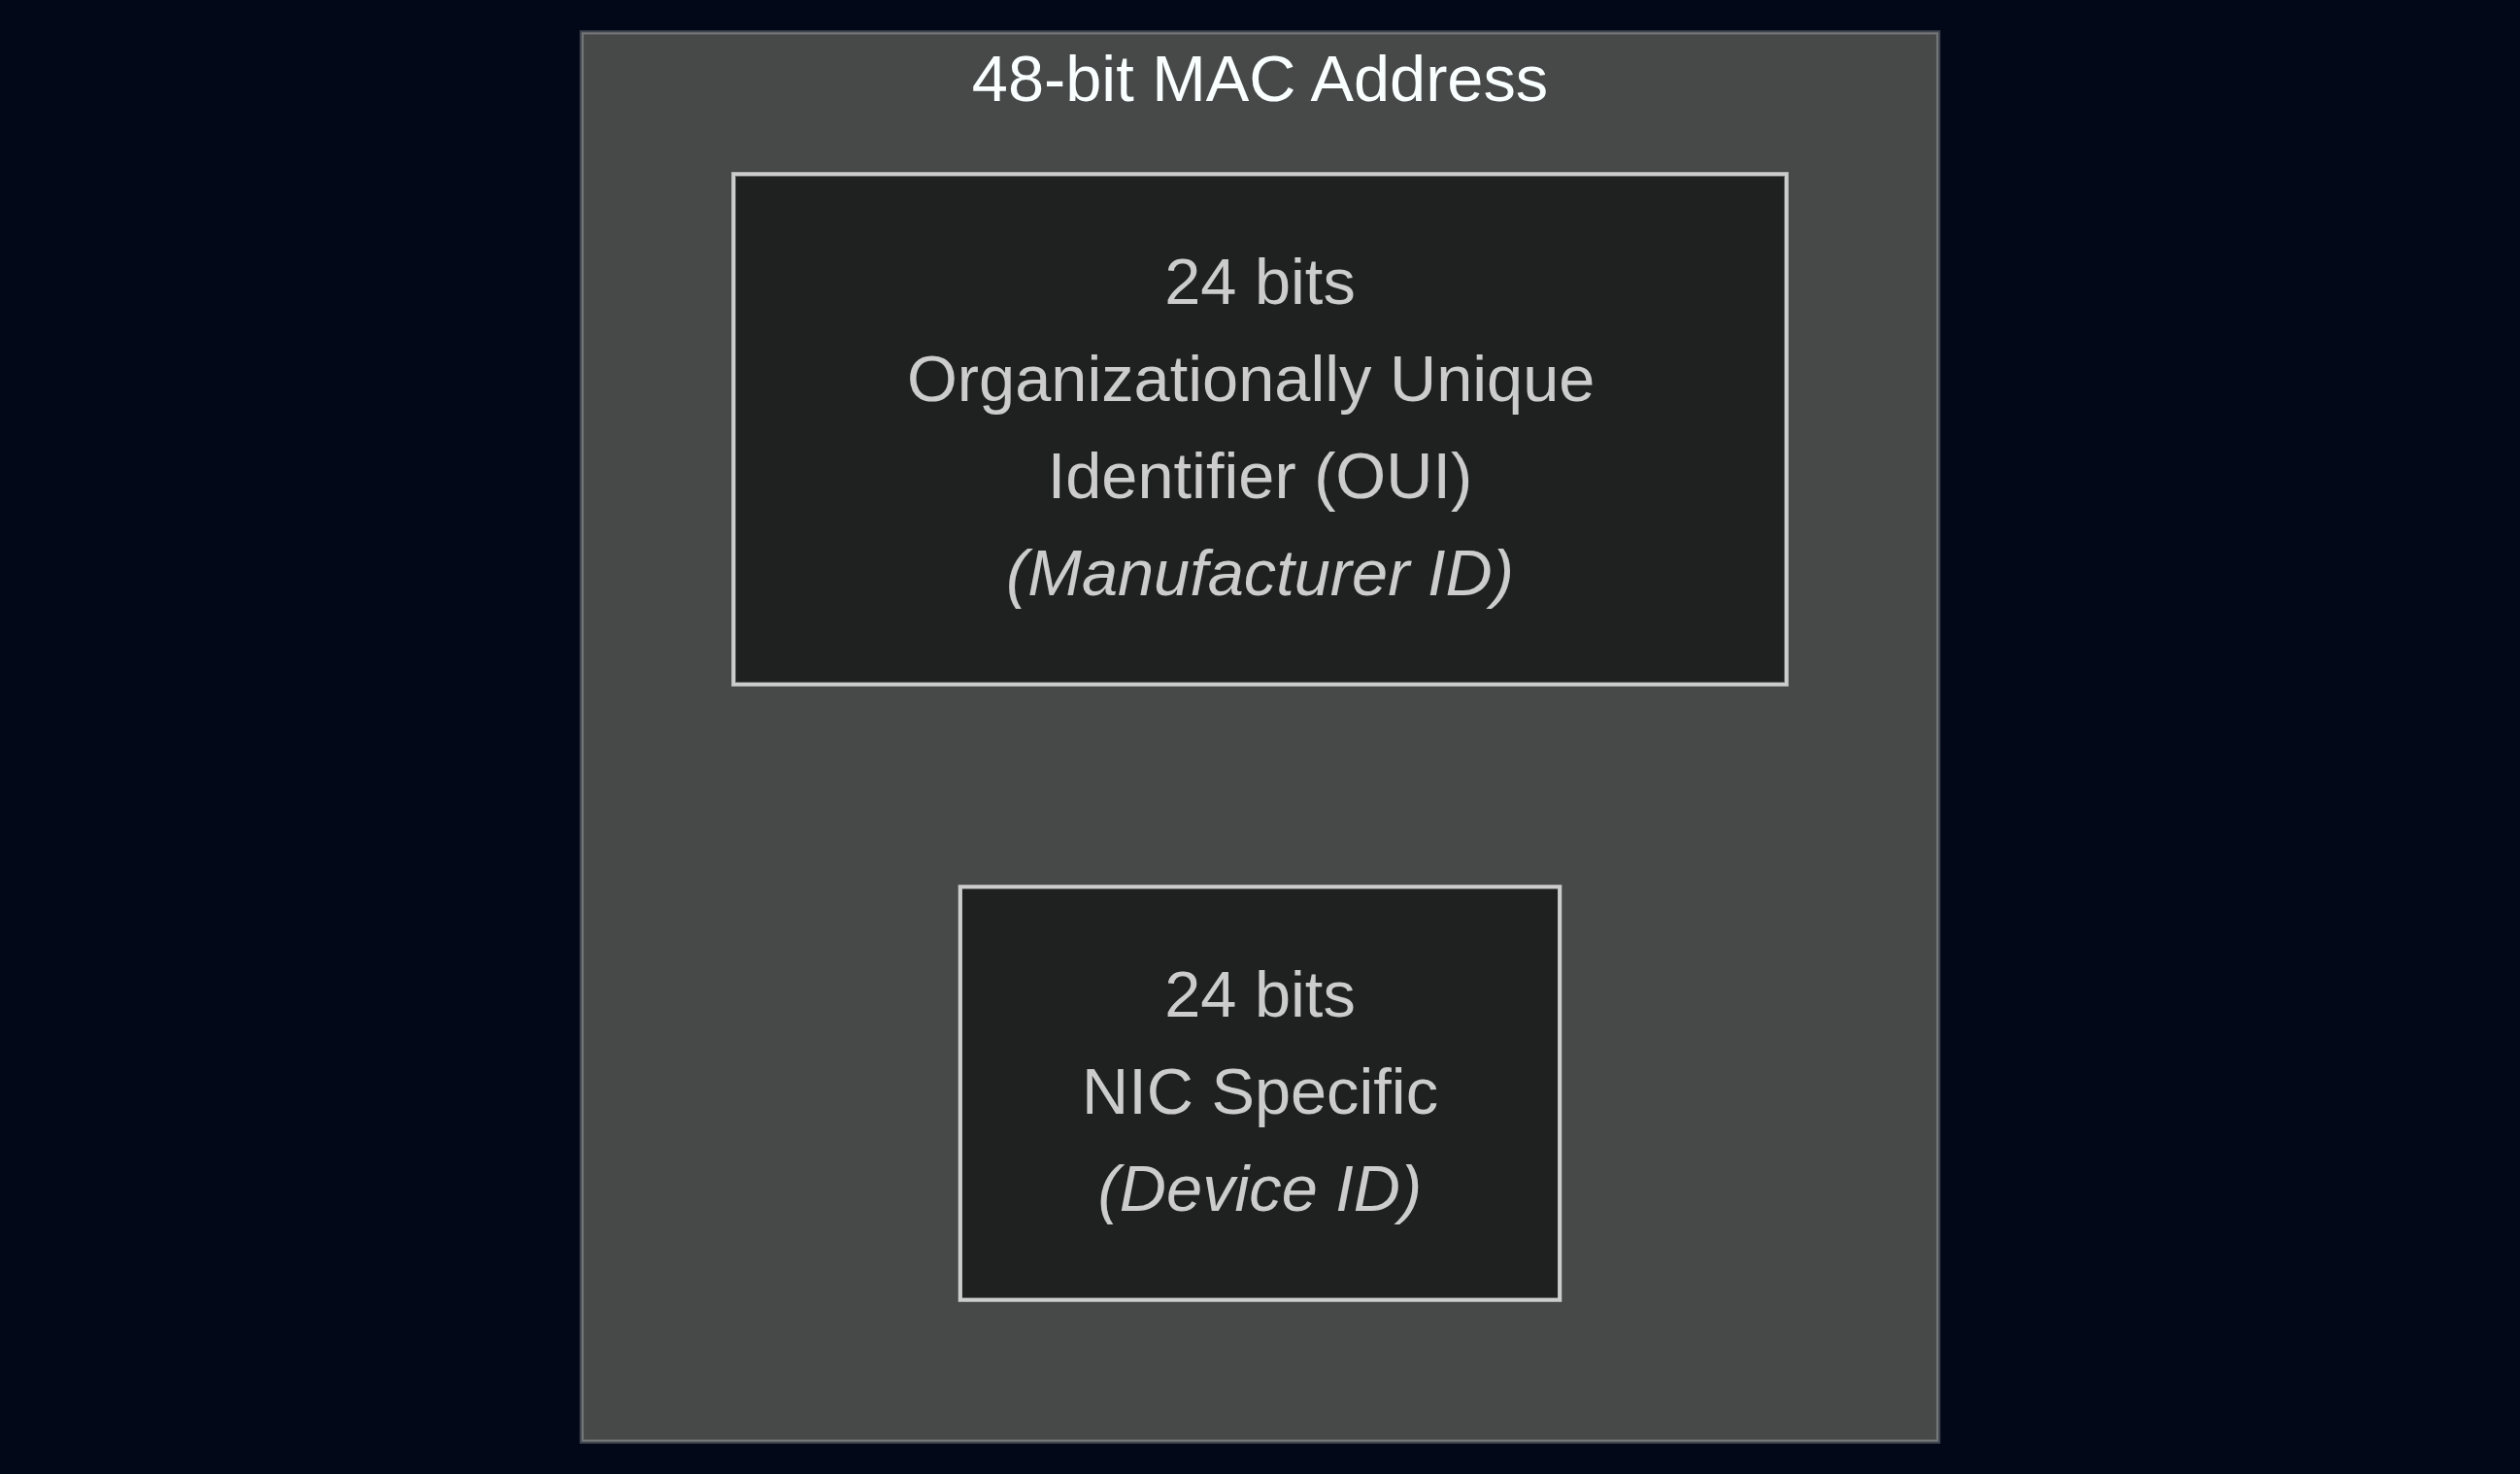 48-bit MAC Address
24 bits
Organizationally Unique
Identifier (OUI)
(Manufacturer ID)
24 bits
NIC Specific
(Device ID)